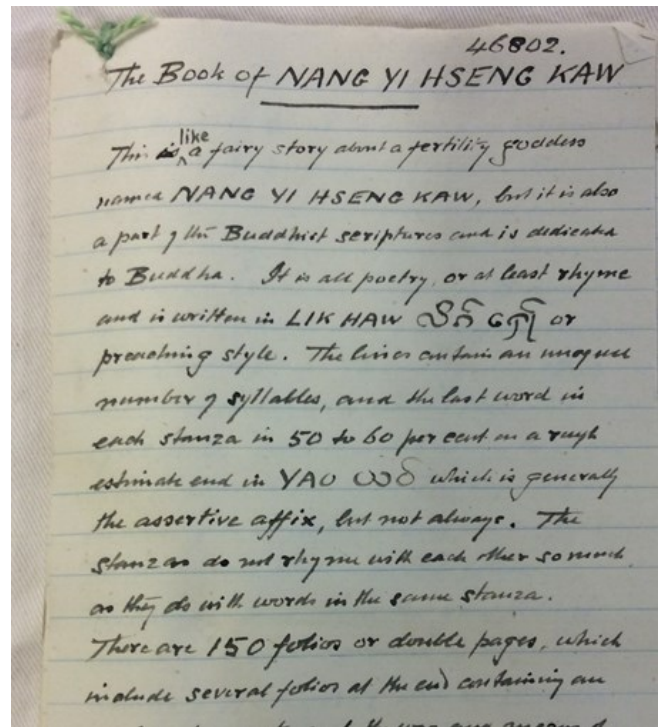 46802.
The Book of NANG YI HSENG KAW
like
This is a fairy story about a fertility goddess
named NANG YI HSENG KAW, but it is also
a part of the Buddhist scriptures and is dedicated
to Buddha. It is all poetry, or at least rhyme
and is written in LIK HAW or
preaching style. The lines contain an unequal
number of syllables, and the last word in
each stanza in 50 to 60 per cent on a rough
estimate end in YAO which is generally
the assertive affix, but not always. The
stanzas do not rhyme with each other so much
as they do with words in the same stanza.
There are 150 folios or double pages, which
include several folios at the end containing an